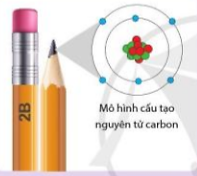 2B
Mô hình cấu tạo
nguyên tử carbon